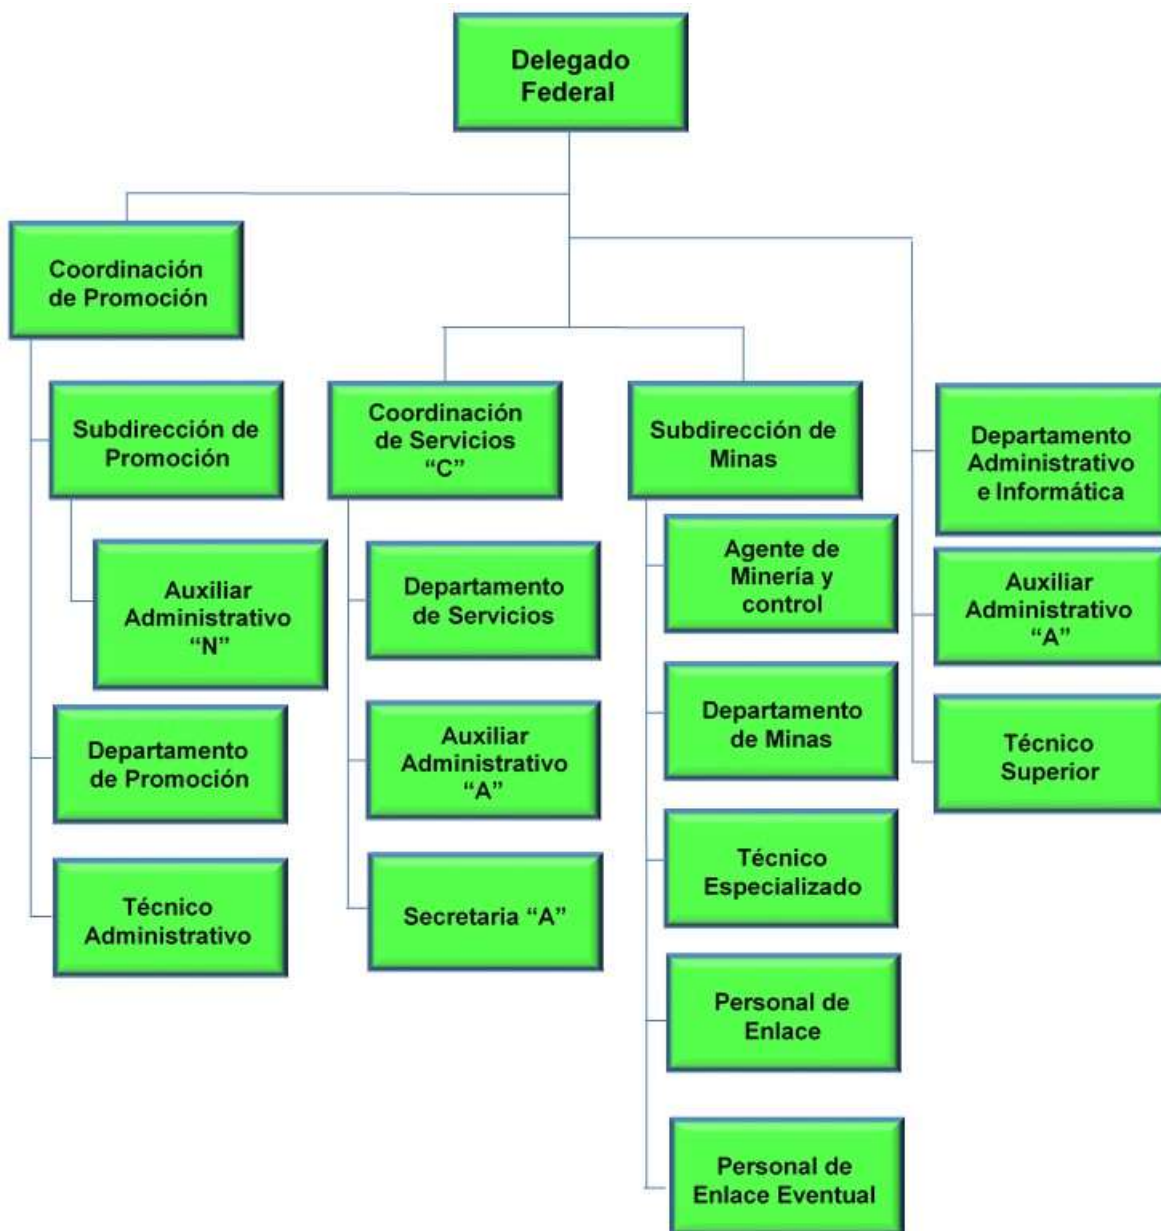 Delegado
Federal
Coordinación
de Promoción
Subdirección de
Promoción
Auxiliar
Administrativo
“N”
Departamento
de Promoción
Técnico
Administrativo
Coordinación
de Servicios
“C”
Departamento
de Servicios
Auxiliar
Administrativo
“A”
Secretaria “A”
Subdirección de
Minas
Agente de
Minería y
control
Departamento
de Minas
Técnico
Especializado
Personal de
Enlace
Personal de
Enlace Eventual
Departamento
Administrativo
e Informática
Auxiliar
Administrativo
“A”
Técnico
Superior